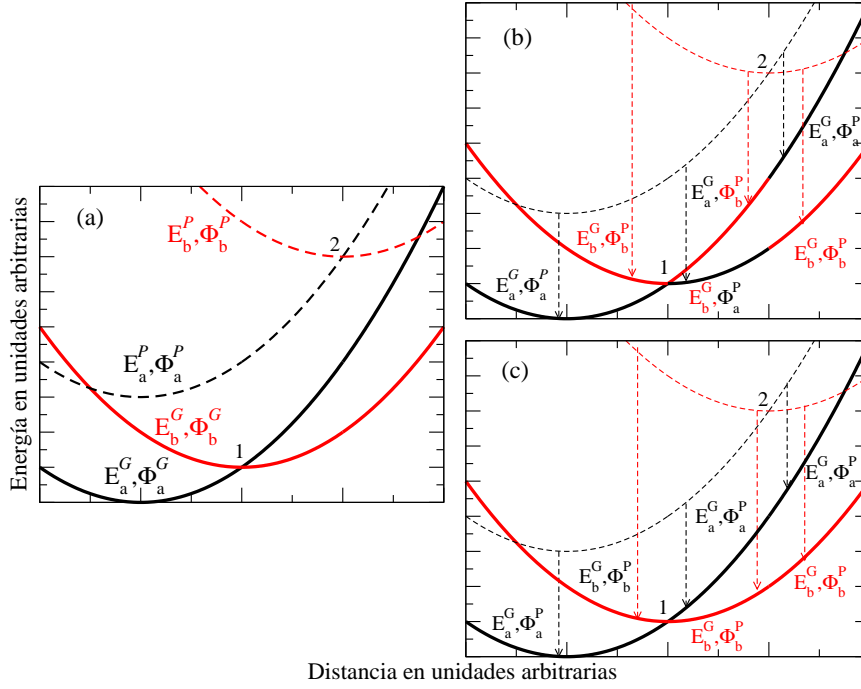 (a)
E_b^P,Φ_b^P
2
E_a^P,Φ_a^P
E_b^G,Φ_b^G
1
E_a^G,Φ_a^G
Energía en unidades arbitrarias
(b)
2
E_a^G,Φ_a^P
E_a^G,Φ_b^P
E_b^G,Φ_b^P
E_b^G,Φ_b^P
E_a^G,Φ_a^P
1
E_b^G,Φ_a^P
(c)
2
E_a^G,Φ_a^P
E_a^G,Φ_a^P
E_b^G,Φ_b^P
E_b^G,Φ_b^P
1
E_a^G,Φ_a^P
E_b^G,Φ_b^P
Distancia en unidades arbitrarias